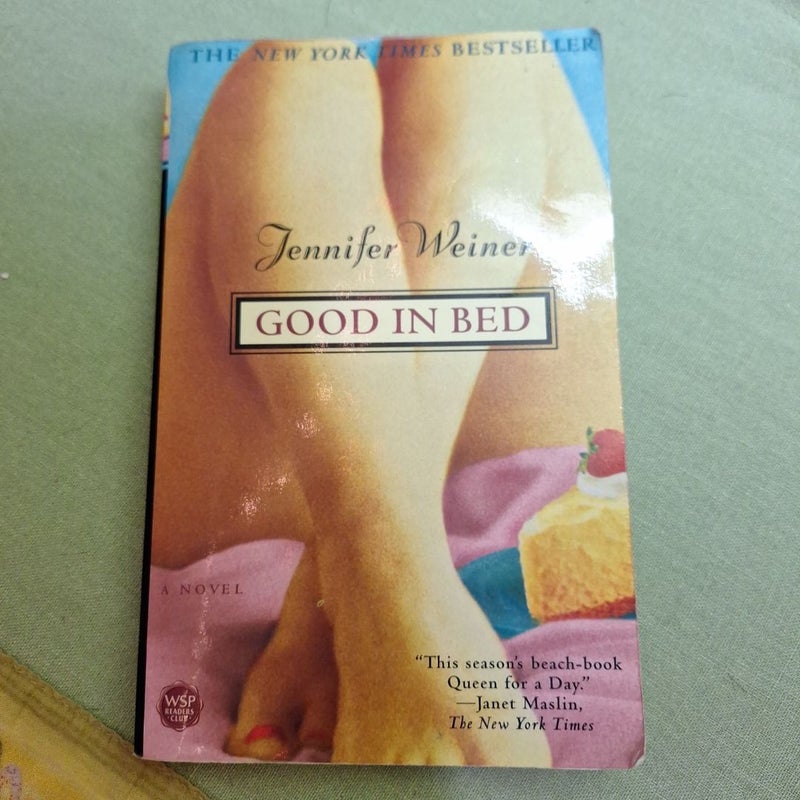 THE NEW YORK TIMES BESTSELLER
Jennifer Weiner
GOOD IN BED
A NOVEL
“This season's beach-book
Queen for a Day.”
—Janet Maslin,
The New York Times
WSP
READERS
CLUB